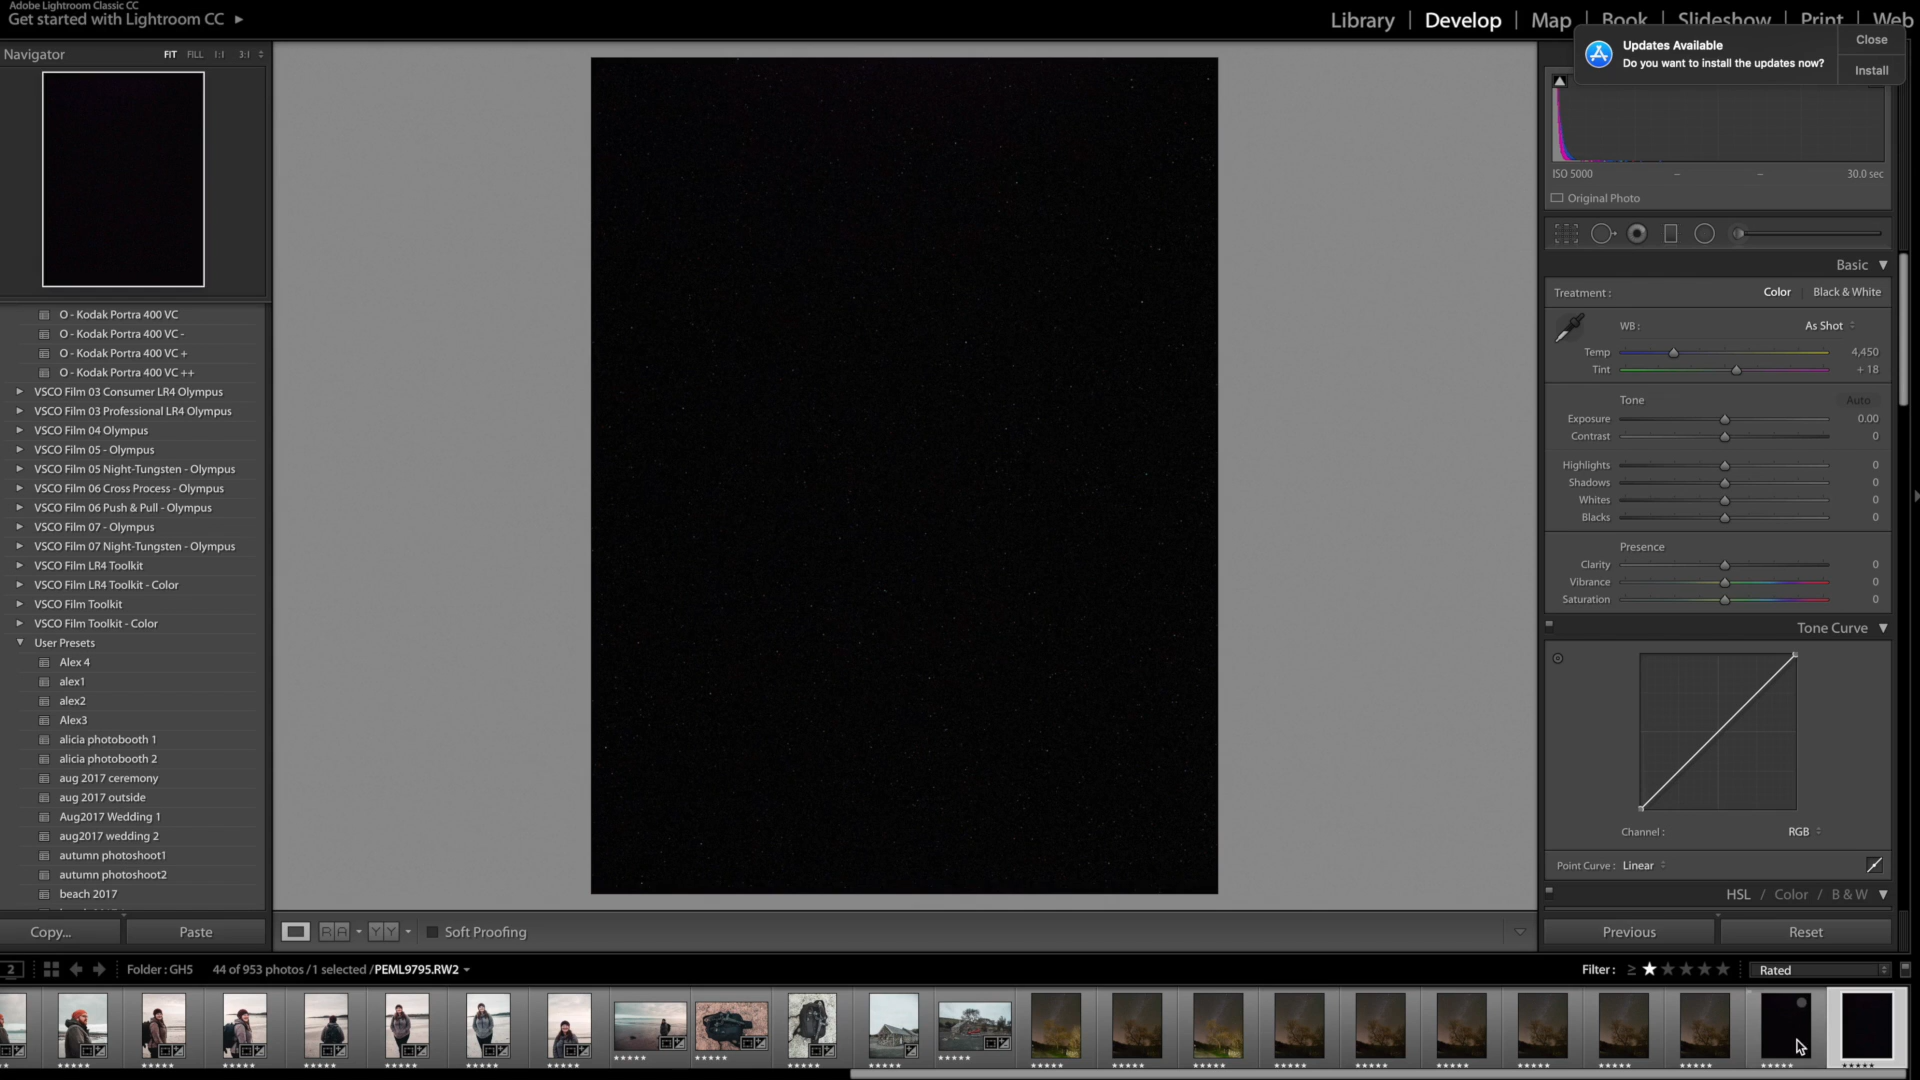 Adobe Lightroom Classic CC
Get started with Lightroom CC
Library | Develop | Map | Book | Slideshow | Print | Web
Updates Available
Do you want to install the updates now?
Close
Install
Navigator
FIT FILL 1:1 3:1
ISO 5000 – – 30.0 sec
Original Photo
Basic
Treatment : Color Black & White
WB : As Shot
Temp 4,450
Tint + 18
Tone Auto
Exposure 0.00
Contrast 0
Highlights 0
Shadows 0
Whites 0
Blacks 0
Presence
Clarity 0
Vibrance 0
Saturation 0
Tone Curve
Channel : RGB
Point Curve : Linear
HSL / Color / B & W
Previous
Reset
O - Kodak Portra 400 VC
O - Kodak Portra 400 VC -
O - Kodak Portra 400 VC +
O - Kodak Portra 400 VC ++
VSCO Film 03 Consumer LR4 Olympus
VSCO Film 03 Professional LR4 Olympus
VSCO Film 04 Olympus
VSCO Film 05 - Olympus
VSCO Film 05 Night-Tungsten - Olympus
VSCO Film 06 Cross Process - Olympus
VSCO Film 06 Push & Pull - Olympus
VSCO Film 07 - Olympus
VSCO Film 07 Night-Tungsten - Olympus
VSCO Film LR4 Toolkit
VSCO Film LR4 Toolkit - Color
VSCO Film Toolkit
VSCO Film Toolkit - Color
User Presets
Alex 4
alex1
alex2
Alex3
alicia photobooth 1
alicia photobooth 2
aug 2017 ceremony
aug 2017 outside
Aug2017 Wedding 1
aug2017 wedding 2
autumn photoshoot1
autumn photoshoot2
beach 2017
Copy...
Paste
R A
Y Y
Soft Proofing
2
Folder : GH5
44 of 953 photos / 1 selected / PEML9795.RW2
Filter : ≥ ★★★★★
Rated